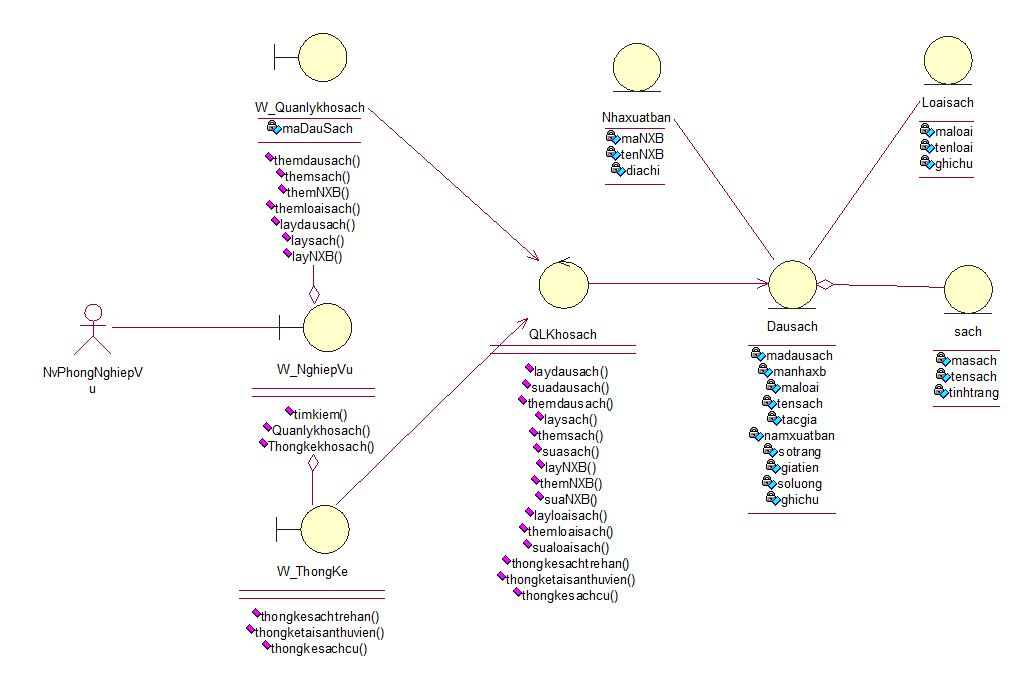 W_Quanlykhosach
maDauSach
themdausach()
themsach()
themNXB()
themloaisach()
laydausach()
laysach()
layNXB()
NvPhongNghiepV
u
W_NghiepVu
timkiem()
Quanlykhosach()
Thongkekhosach()
W_ThongKe
thongkesachtrehan()
thongketaisanthuvien()
thongkesachcu()
QLKhosach
laydausach()
suadausach()
themdausach()
laysach()
themsach()
suasach()
layNXB()
themNXB()
suaNXB()
layloaisach()
themloaisach()
sualoaisach()
thongkesachtrehan()
thongketaisanthuvien()
thongkesachcu()
Nhaxuatban
maNXB
tenNXB
diachi
Loaisach
maloai
tenloai
ghichu
Dausach
madausach
manhaxb
maloai
tensach
tacgia
namxuatban
sotrang
giatien
soluong
ghichu
sach
masach
tensach
tinhtrang